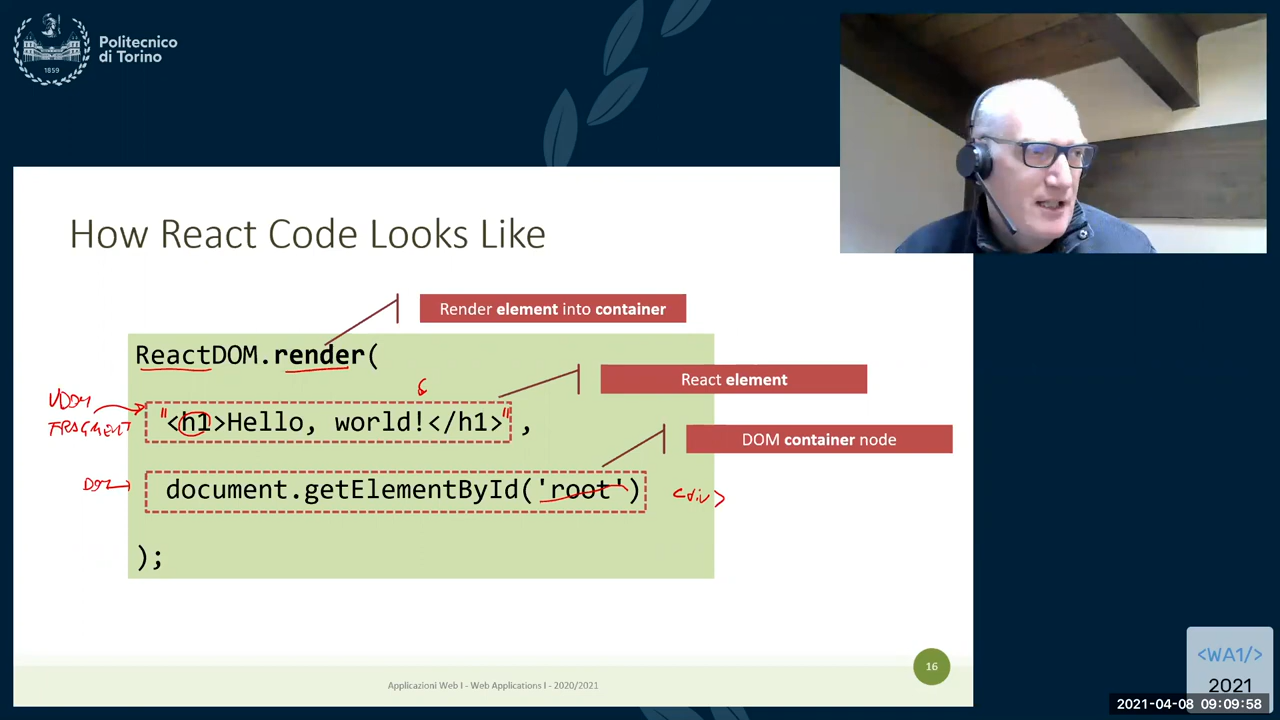 Politecnico
di Torino
1859
How React Code Looks Like
Render element into container
ReactDOM.render(
React element
VDOM
FRAGMENT
"<h1>Hello, world!</h1>" ,
DOM container node
DOM
document.getElementById('root')
<div>
);
16
Applicazioni Web I - Web Applications I - 2020/2021
<WA1/>
2021
2021-04-08 09:09:58